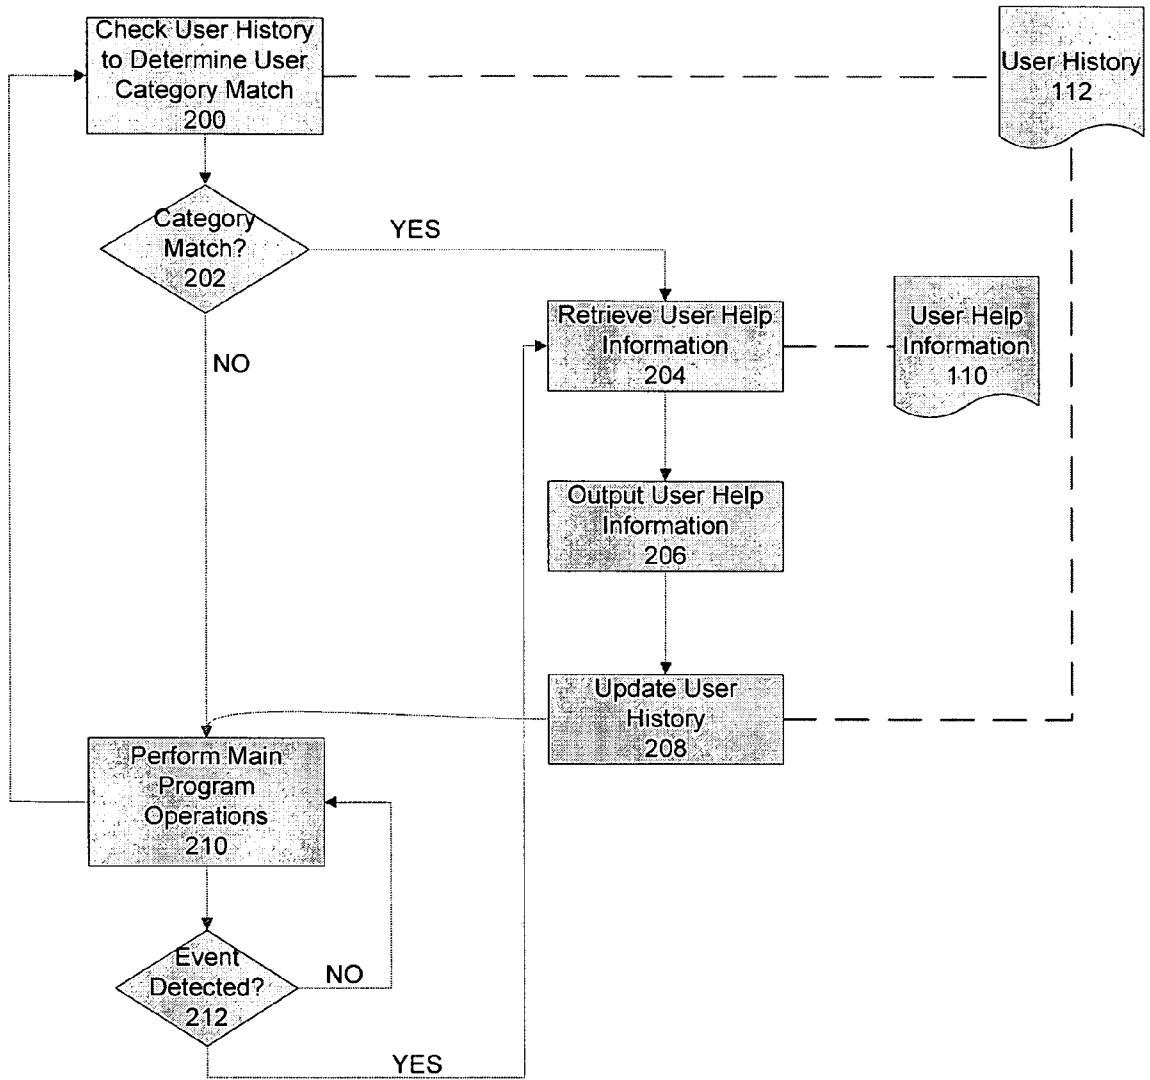 Check User History
to Determine User
Category Match
200
User History
112
Category
Match?
202
YES
Retrieve User Help
Information
204
User Help
Information
110
NO
Output User Help
Information
206
Update User
History
208
Perform Main
Program
Operations
210
Event
Detected?
212
NO
YES